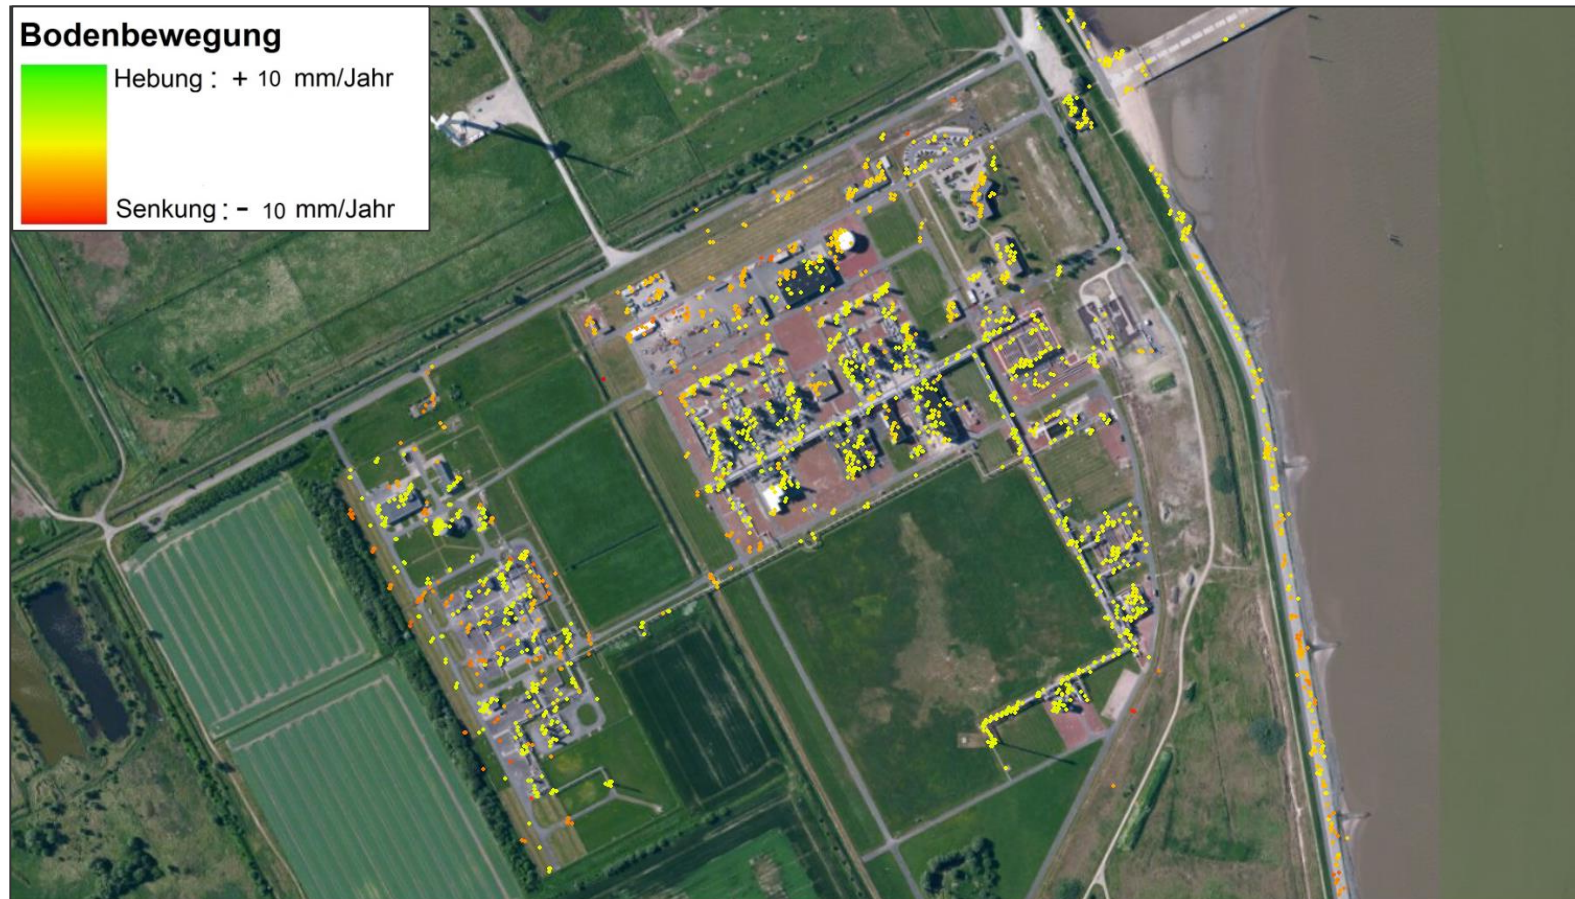 Bodenbewegung
Hebung : + 10 mm/Jahr
Senkung : - 10 mm/Jahr